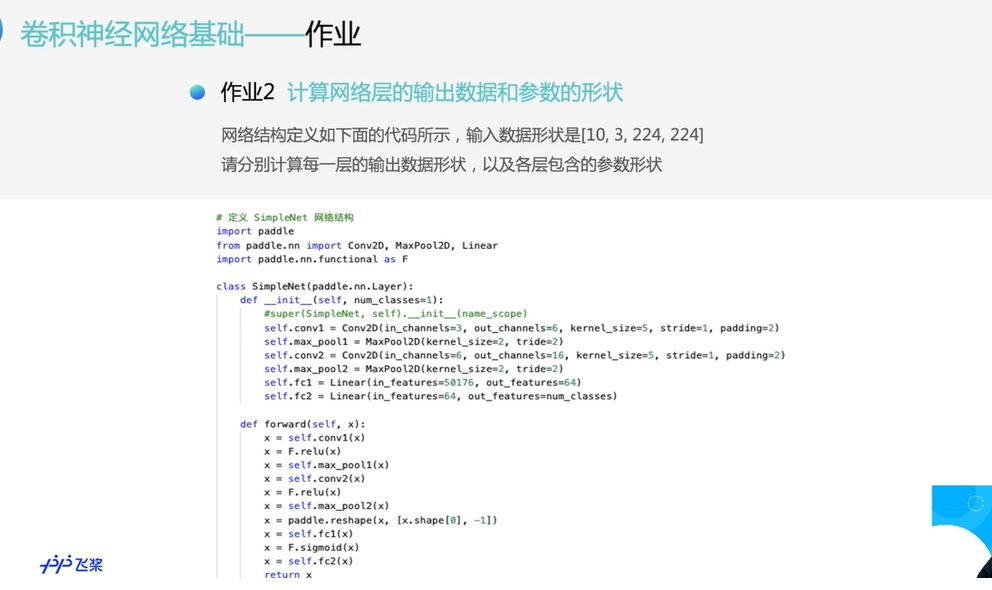 卷积神经网络基础——作业
作业2 计算网络层的输出数据和参数的形状
网络结构定义如下面的代码所示，输入数据形状是[10, 3, 224, 224]
请分别计算每一层的输出数据形状，以及各层包含的参数形状
# 定义 SimpleNet 网络结构
import paddle
from paddle.nn import Conv2D, MaxPool2D, Linear
import paddle.nn.functional as F
class SimpleNet(paddle.nn.Layer):
def __init__(self, num_classes=1):
#super(SimpleNet, self).__init__(name_scope)
self.conv1 = Conv2D(in_channels=3, out_channels=6, kernel_size=5, stride=1, padding=2)
self.max_pool1 = MaxPool2D(kernel_size=2, tride=2)
self.conv2 = Conv2D(in_channels=6, out_channels=16, kernel_size=5, stride=1, padding=2)
self.max_pool2 = MaxPool2D(kernel_size=2, tride=2)
self.fc1 = Linear(in_features=50176, out_features=64)
self.fc2 = Linear(in_features=64, out_features=num_classes)
def forward(self, x):
x = self.conv1(x)
x = F.relu(x)
x = self.max_pool1(x)
x = self.conv2(x)
x = F.relu(x)
x = self.max_pool2(x)
x = paddle.reshape(x, [x.shape[0], -1])
x = self.fc1(x)
x = F.sigmoid(x)
x = self.fc2(x)
return x
飞桨